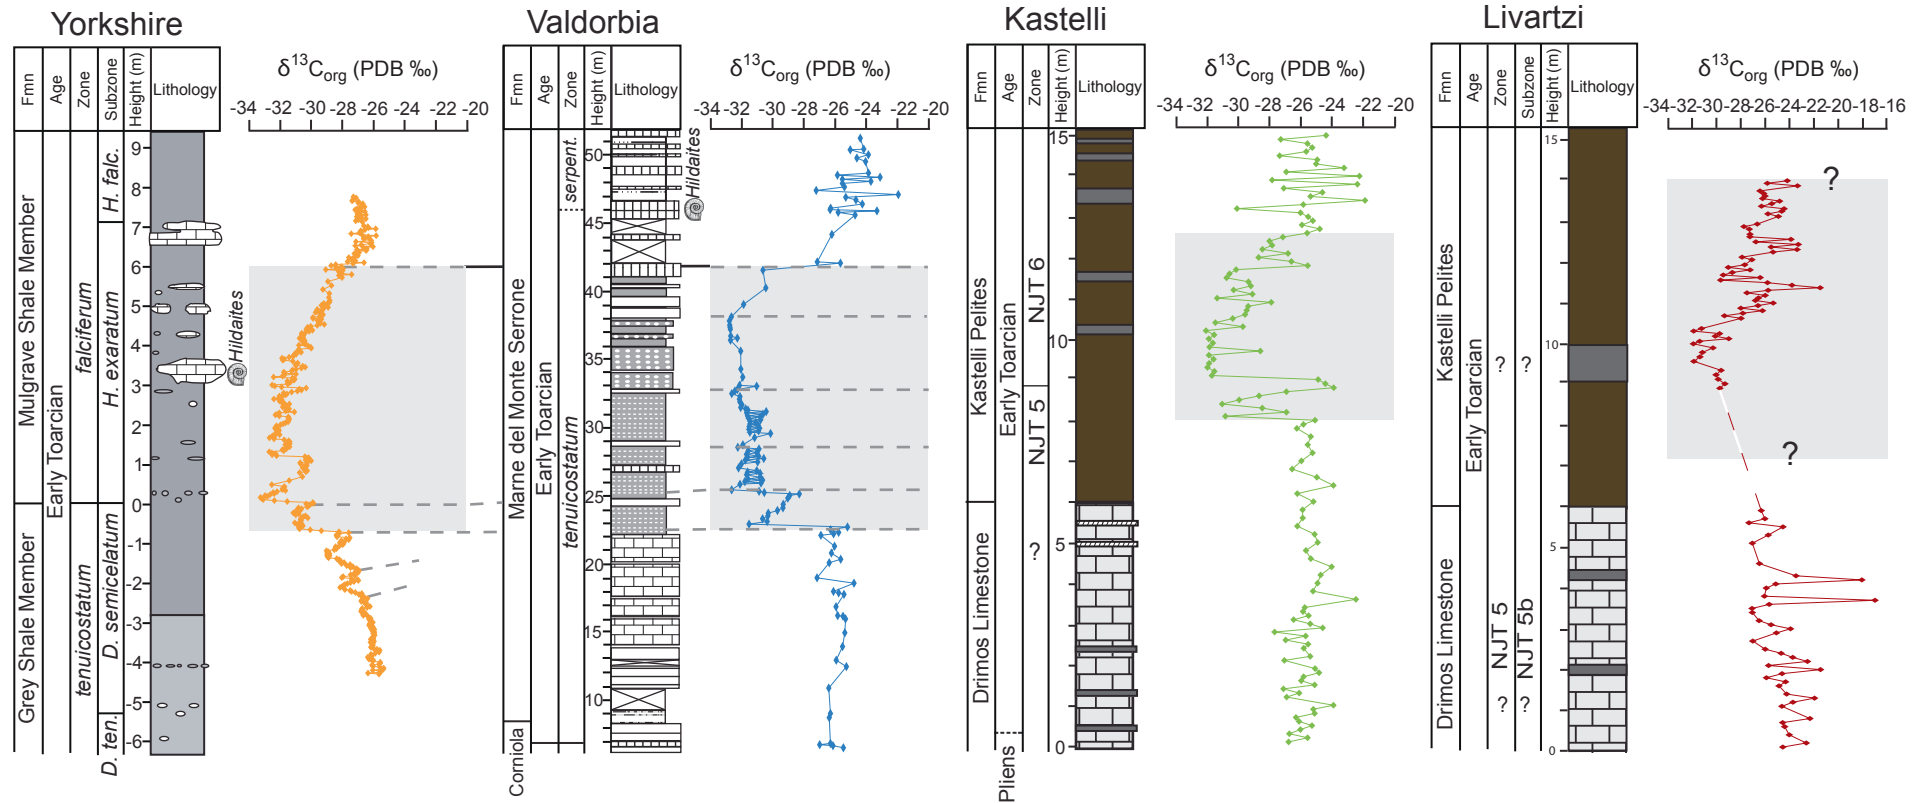 Yorkshire
Fmn
Age
Zone
Subzone
Height (m)
Lithology
δ13Corg (PDB ‰)
-34 -32 -30 -28 -26 -24 -22 -20
Mulgrave Shale Member
Grey Shale Member
Early Toarcian
falciferum
tenuicostatum
H. falc.
H. exaratum
D. semicelatum
D. ten.
9
8
7
6
5
4
3
2
1
0
-1
-2
-3
-4
-5
-6
Hildaites
Valdorbia
Fmn
Age
Zone
Height (m)
Lithology
δ13Corg (PDB ‰)
-34 -32 -30 -28 -26 -24 -22 -20
Marne del Monte Serrone
Corniola
Early Toarcian
serpent.
tenuicostatum
50
45
40
35
30
25
20
15
10
Hildaites
Kastelli
Fmn
Age
Zone
Height (m)
Lithology
δ13Corg (PDB ‰)
-34 -32 -30 -28 -26 -24 -22 -20
Kastelli Pelites
Drimos Limestone
Early Toarcian
Pliens
NJT 6
NJT 5
?
15
10
5
0
Livartzi
Fmn
Age
Zone
Subzone
Height (m)
Lithology
δ13Corg (PDB ‰)
-34 -32 -30 -28 -26 -24 -22 -20 -18 -16
Kastelli Pelites
Drimos Limestone
Early Toarcian
?
NJT 5
?
?
NJT 5b
?
15
10
5
0
?
?